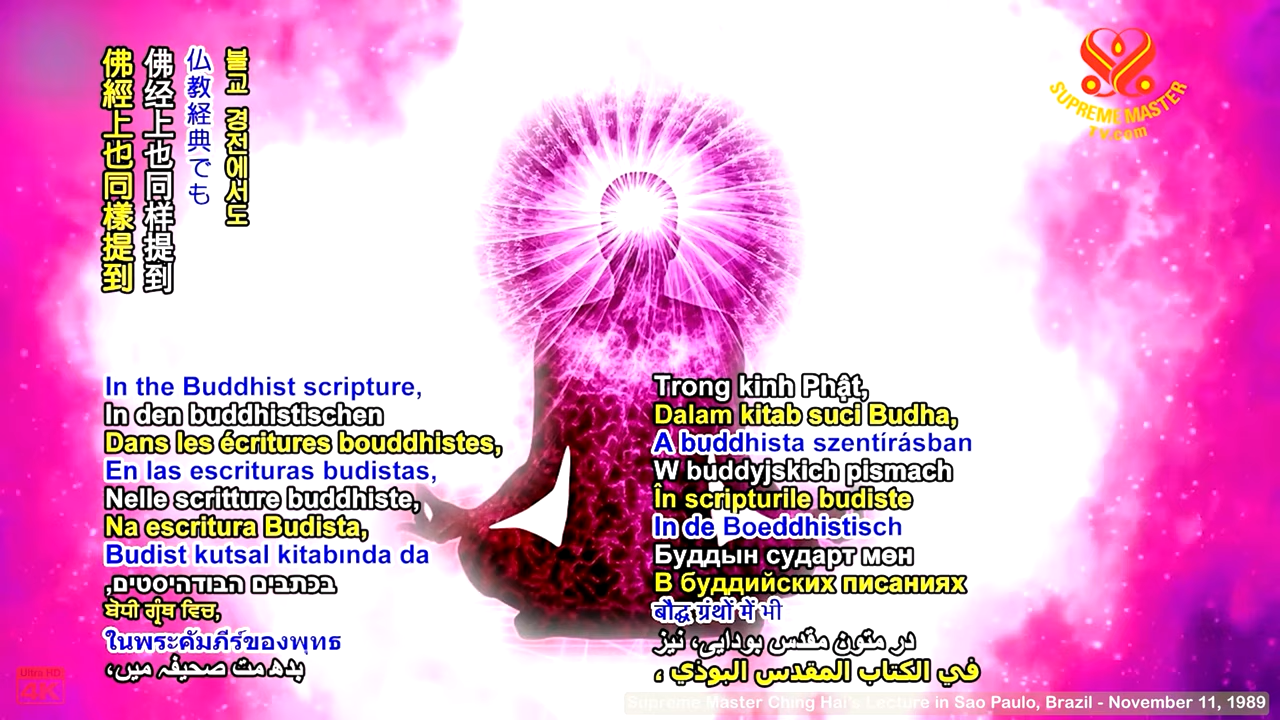 佛經上也同樣提到
佛经上也同样提到
仏教経典でも
불교 경전에서도
SUPREME MASTER
TV.com
In the Buddhist scripture,
In den buddhistischen
Dans les écritures bouddhistes,
En las escrituras budistas,
Nelle scritture buddhiste,
Na escritura Budista,
Budist kutsal kitabında da
בכתבים הבודהיסטים,
ਬੋਧੀ ਗ੍ਰੰਥ ਵਿਚ,
ในพระคัมภีร์ของพุทธ
بدھ مت صحیفہ میں،
Trong kinh Phật,
Dalam kitab suci Budha,
A buddhista szentírásban
W buddyjskich pismach
În scripturile budiste
In de Boeddhistisch
Буддын сударт мөн
В буддийских писаниях
बौद्ध ग्रंथों में भी
در متون مقدس بودایی، نیز
في الكتاب المقدس البوذي ،
Ultra HD
4K
Supreme Master Ching Hai's Lecture in Sao Paulo, Brazil - November 11, 1989